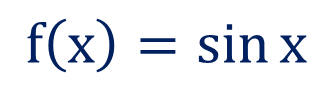 f(x) = sin x